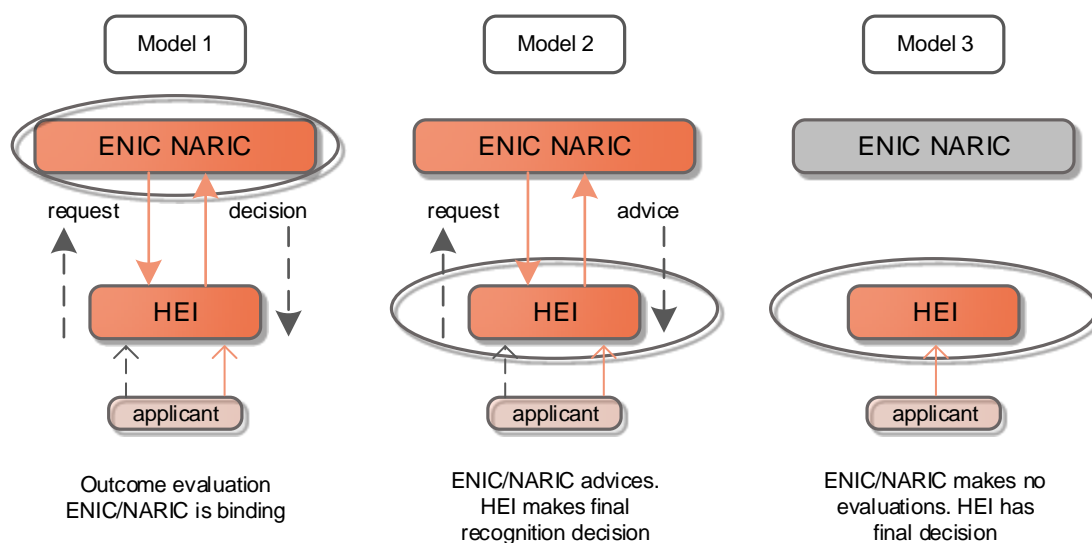 Model 1
Model 2
Model 3
ENIC NARIC
ENIC NARIC
ENIC NARIC
request
decision
request
advice
HEI
HEI
HEI
applicant
applicant
applicant
Outcome evaluation
ENIC/NARIC is binding
ENIC/NARIC advices.
HEI makes final
recognition decision
ENIC/NARIC makes no
evaluations. HEI has
final decision